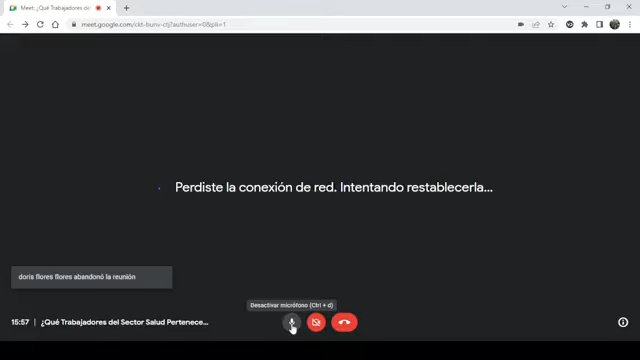 Meet: ¿Qué Trabajadores del
meet.google.com/ckt-bunv-ctj?authuser=0&pli=1
Perdiste la conexión de red. Intentando restablecerla...
doris flores flores abandonó la reunión
Desactivar micrófono (Ctrl + d)
15:57 | ¿Qué Trabajadores del Sector Salud Pertenece...